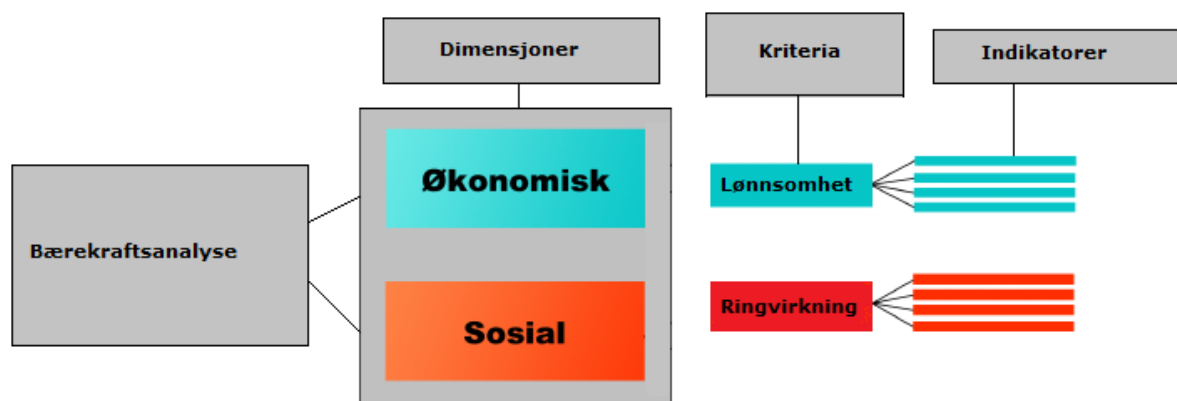 Dimensjoner
Kriteria
Indikatorer
Økonomisk
Lønnsomhet
Bærekraftsanalyse
Sosial
Ringvirkning